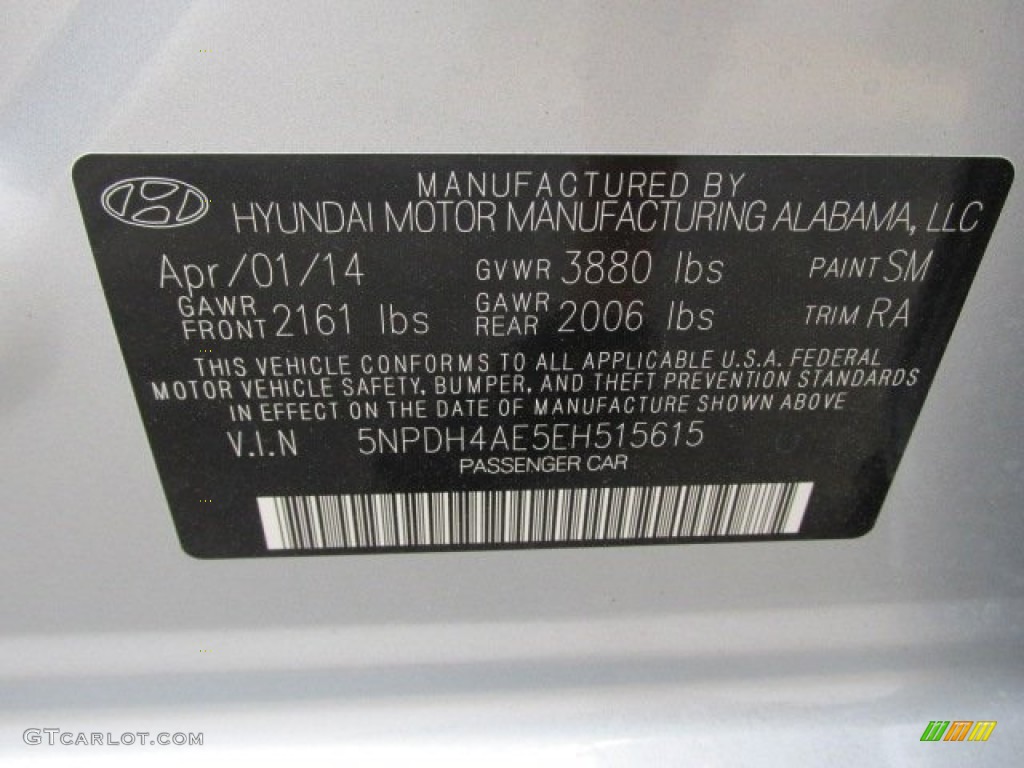 MANUFACTURED BY
HYUNDAI MOTOR MANUFACTURING ALABAMA, LLC
Apr/01/14 GVWR 3880 lbs PAINT SM
GAWR FRONT 2161 lbs GAWR REAR 2006 lbs TRIM RA
THIS VEHICLE CONFORMS TO ALL APPLICABLE U.S.A. FEDERAL
MOTOR VEHICLE SAFETY, BUMPER, AND THEFT PREVENTION STANDARDS
IN EFFECT ON THE DATE OF MANUFACTURE SHOWN ABOVE
V.I.N 5NPDH4AE5EH515615
PASSENGER CAR
GTCARLOT.COM